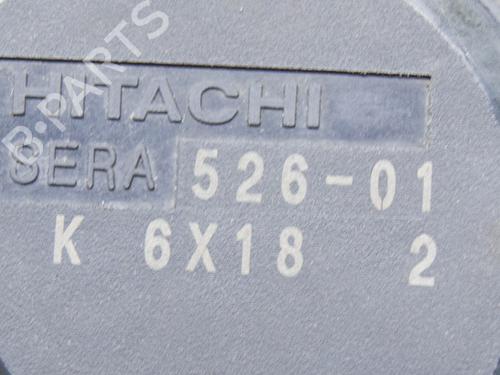 B-PARTS
HITACHI
SERA 526-01
K 6X18 2